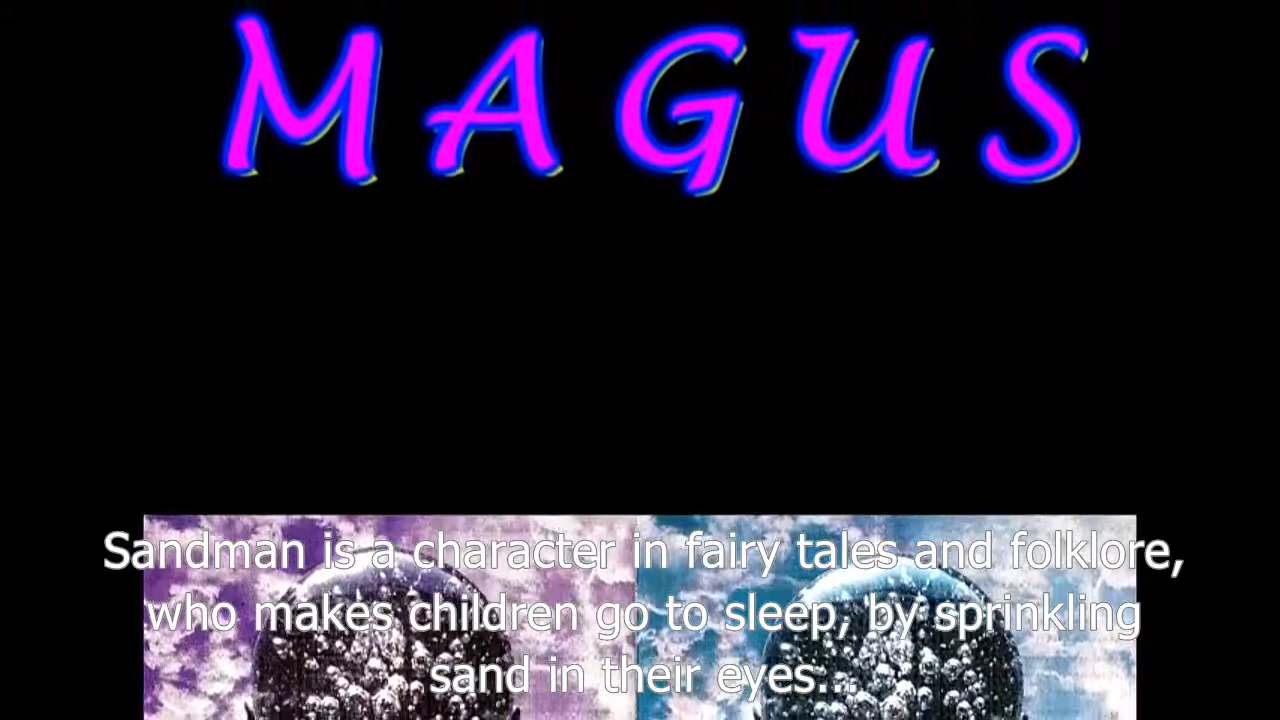 MAGUS
Sandman is a character in fairy tales and folklore,
who makes children go to sleep, by sprinkling
sand in their eyes...